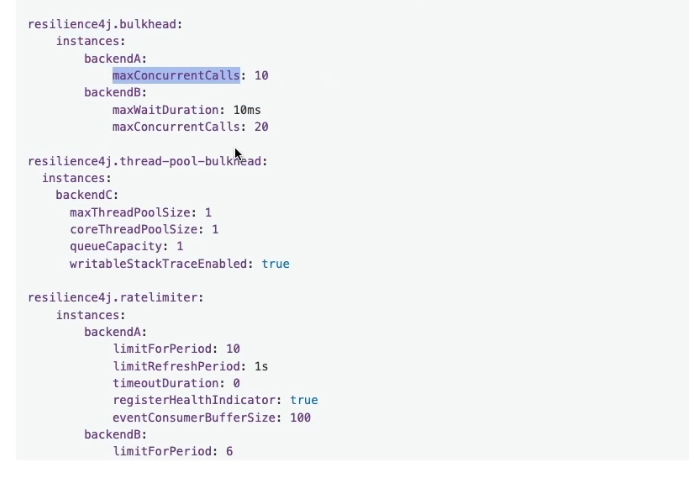 resilience4j.bulkhead:
instances:
backendA:
maxConcurrentCalls: 10
backendB:
maxWaitDuration: 10ms
maxConcurrentCalls: 20
resilience4j.thread-pool-bulkhead:
instances:
backendC:
maxThreadPoolSize: 1
coreThreadPoolSize: 1
queueCapacity: 1
writableStackTraceEnabled: true
resilience4j.ratelimiter:
instances:
backendA:
limitForPeriod: 10
limitRefreshPeriod: 1s
timeoutDuration: 0
registerHealthIndicator: true
eventConsumerBufferSize: 100
backendB:
limitForPeriod: 6